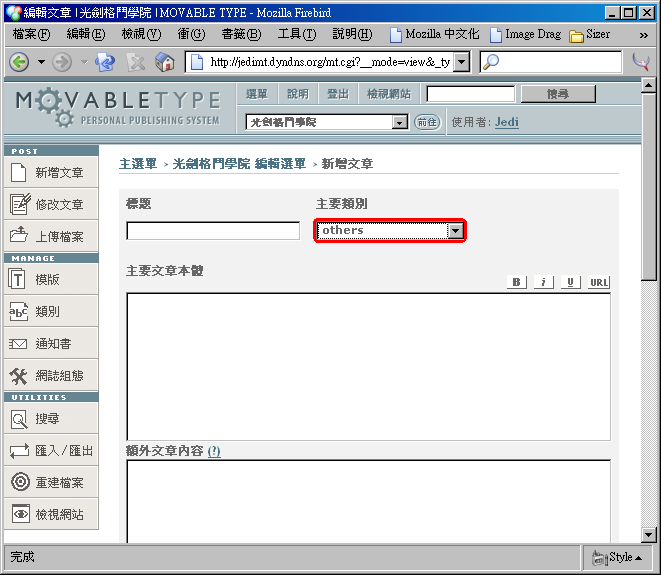 編輯文章 | 光劍格鬥學院 | MOVABLE TYPE - Mozilla Firebird
檔案(F) 編輯(E) 檢視(V) 衝(G) 書籤(B) 工具(T) 說明(H) Mozilla 中文化 Image Drag Sizer »
http://jedimt.dyndns.org/mt.cgi?__mode=view&_ty
MOVABLETYPE
PERSONAL PUBLISHING SYSTEM
選單 說明 登出 檢視網站 搜尋
光劍格鬥學院 前往 使用者: Jedi
POST
新增文章
修改文章
上傳檔案
MANAGE
模版
類別
通知書
網誌組態
UTILITIES
搜尋
匯入/匯出
重建檔案
檢視網站
主選單 > 光劍格鬥學院 編輯選單 > 新增文章
標題 主要類別
others
主要文章本體
B i U URL
額外文章內容 (?)
完成 Style